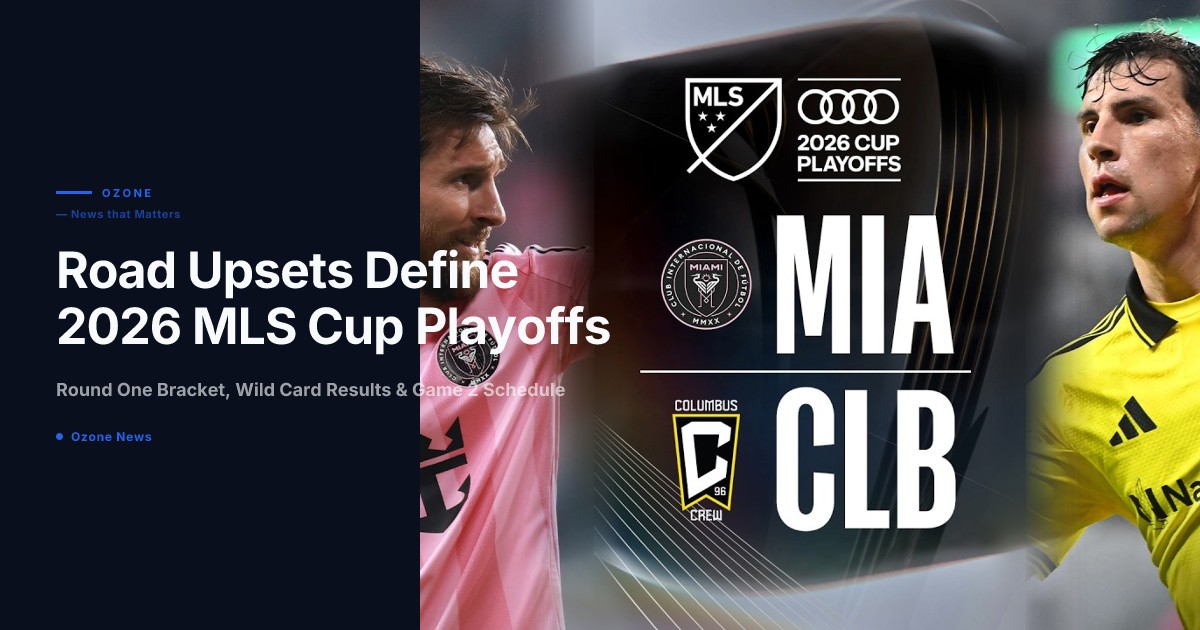 OZONE
— News that Matters
Road Upsets Define
2026 MLS Cup Playoffs
Round One Bracket, Wild Card Results & Game 2 Schedule
Ozone News
MLS
2026 CUP
PLAYOFFS
CLUB INTERNACIONAL DE FÚTBOL
MIAMI
MMXX
MIA
COLUMBUS
C
96
CREW
CLB